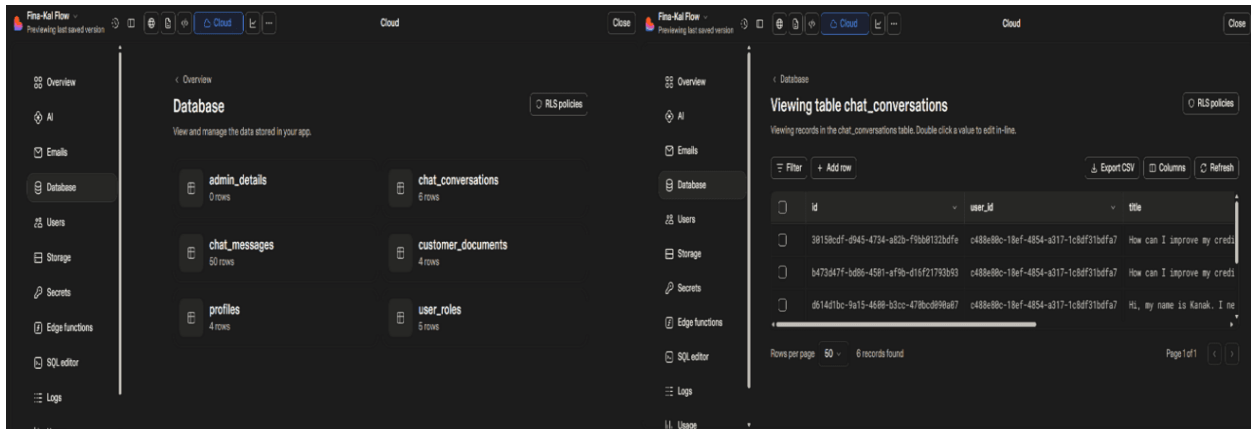 Fina-Kal Flow
Previewing last saved version
Cloud
Cloud
Close
Overview
AI
Emails
Database
Users
Storage
Secrets
Edge functions
SQL editor
Logs
Overview
Database
RLS policies
View and manage the data stored in your app.
admin_details
0 rows
chat_conversations
6 rows
chat_messages
50 rows
customer_documents
4 rows
profiles
4 rows
user_roles
5 rows
Fina-Kal Flow
Previewing last saved version
Cloud
Cloud
Close
Overview
AI
Emails
Database
Users
Storage
Secrets
Edge functions
SQL editor
Logs
Usage
Database
Viewing table chat_conversations
RLS policies
Viewing records in the chat_conversations table. Double click a value to edit in-line.
Filter + Add row Export CSV Columns Refresh
id user_id title
30150cdf-d945-4734-a82b-f9bb0132bdfe c488e80c-18ef-4854-a317-1c8df31bdfa7 How can I improve my credi
b473d47f-bd86-4501-af9b-d16f21793b93 c488e80c-18ef-4854-a317-1c8df31bdfa7 How can I improve my credi
d614d1bc-9a15-4600-b3cc-470bcd090a07 c488e80c-18ef-4854-a317-1c8df31bdfa7 Hi, my name is Kanak. I ne
Rows per page 50 6 records found Page 1 of 1